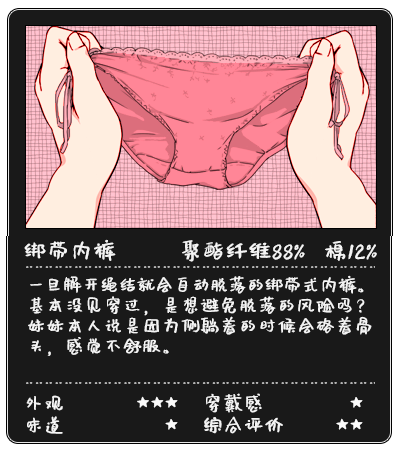 绑带内裤 聚酯纤维88% 棉12%
一旦解开绳结就会自动脱落的绑带式内裤。
基本没见穿过，是想避免脱落的风险吗？
妹妹本人说是因为侧躺着的时候会硌着骨
头，感觉不舒服。
外观 ★★★ 穿戴感 ★
味道 ★ 综合评价 ★★